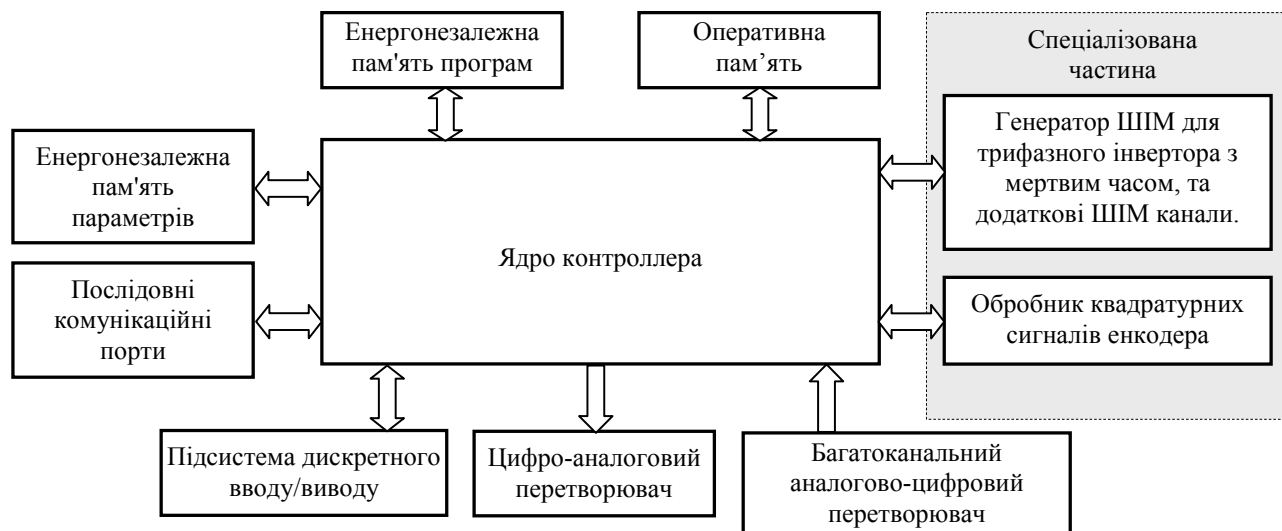 Енергонезалежна
пам'ять програм
Оперативна
пам’ять
Спеціалізована
частина
Енергонезалежна
пам'ять
параметрів
Генератор ШІМ для
трифазного інвертора з
мертвим часом, та
додаткові ШІМ канали.
Ядро контроллера
Послідовні
комунікаційні
порти
Обробник квадратурних
сигналів енкодера
Підсистема дискретного
вводу/виводу
Цифро-аналоговий
перетворювач
Багатоканальний
аналогово-цифровий
перетворювач